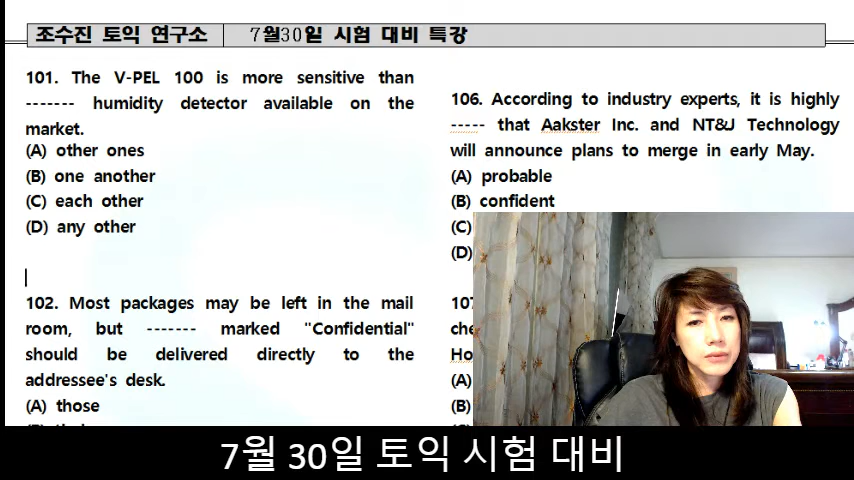 조수진 토익 연구소 7월30일 시험 대비 특강
101. The V-PEL 100 is more sensitive than
------- humidity detector available on the
market.
(A) other ones
(B) one another
(C) each other
(D) any other
102. Most packages may be left in the mail
room, but ------- marked "Confidential"
should be delivered directly to the
addressee's desk.
(A) those
106. According to industry experts, it is highly
----- that Aakster Inc. and NT&J Technology
will announce plans to merge in early May.
(A) probable
(B) confident
(C)
(D)
107
che
Ho
(A)
(B)
7월 30일 토익 시험 대비